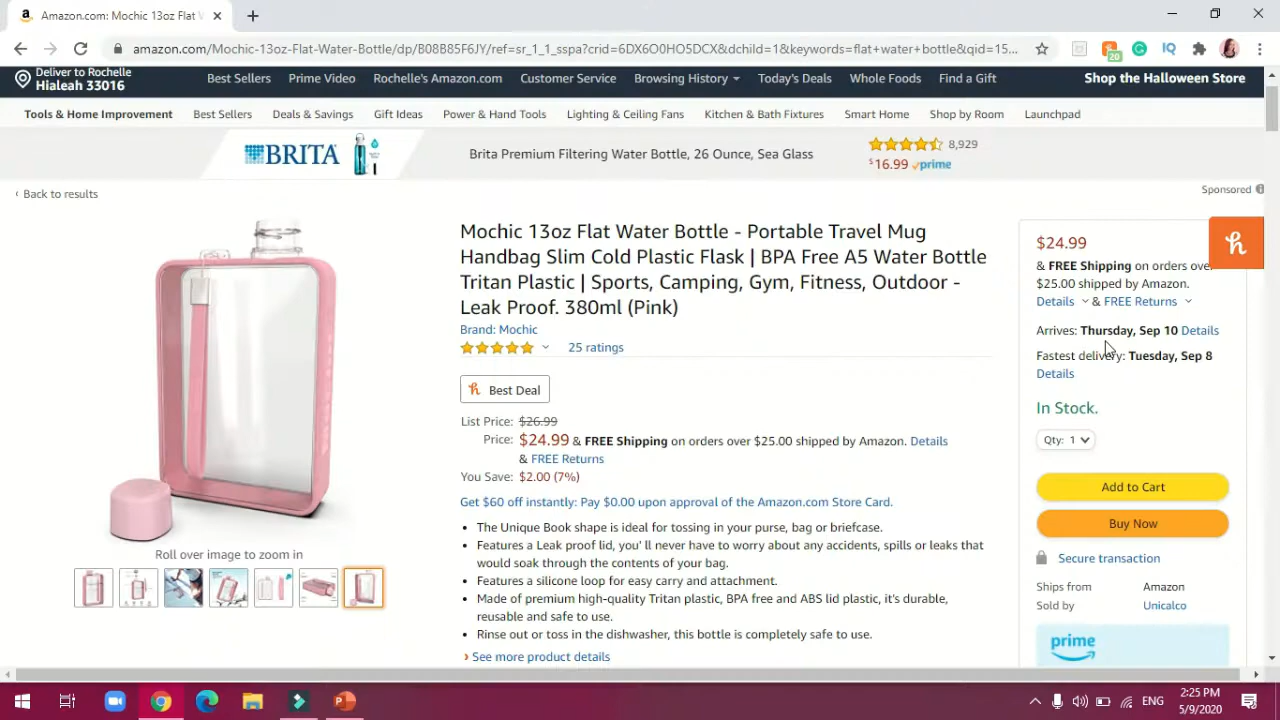 Amazon.com: Mochic 13oz Flat W
amazon.com/Mochic-13oz-Flat-Water-Bottle/dp/B08B85F6JY/ref=sr_1_1_sspa?crid=6DX6O0HO5DCX&dchild=1&keywords=flat+water+bottle&qid=15...
20
IQ
Deliver to Rochelle
Hialeah 33016
Best Sellers Prime Video Rochelle's Amazon.com Customer Service Browsing History Today's Deals Whole Foods Find a Gift Shop the Halloween Store
Tools & Home Improvement Best Sellers Deals & Savings Gift Ideas Power & Hand Tools Lighting & Ceiling Fans Kitchen & Bath Fixtures Smart Home Shop by Room Launchpad
BRITA Brita Premium Filtering Water Bottle, 26 Ounce, Sea Glass 8,929
$16.99 prime
‹ Back to results
Sponsored
Mochic 13oz Flat Water Bottle - Portable Travel Mug
Handbag Slim Cold Plastic Flask | BPA Free A5 Water Bottle
Tritan Plastic | Sports, Camping, Gym, Fitness, Outdoor -
Leak Proof. 380ml (Pink)
Brand: Mochic
25 ratings
h Best Deal
List Price: $26.99
Price: $24.99 & FREE Shipping on orders over $25.00 shipped by Amazon. Details
& FREE Returns
You Save: $2.00 (7%)
Get $60 off instantly: Pay $0.00 upon approval of the Amazon.com Store Card.
• The Unique Book shape is ideal for tossing in your purse, bag or briefcase.
• Features a Leak proof lid, you' ll never have to worry about any accidents, spills or leaks that
would soak through the contents of your bag.
• Features a silicone loop for easy carry and attachment.
• Made of premium high-quality Tritan plastic, BPA free and ABS lid plastic, it's durable,
reusable and safe to use.
• Rinse out or toss in the dishwasher, this bottle is completely safe to use.
› See more product details
Roll over image to zoom in
$24.99
h
& FREE Shipping on orders over
$25.00 shipped by Amazon.
Details & FREE Returns
Arrives: Thursday, Sep 10 Details
Fastest delivery: Tuesday, Sep 8
Details
In Stock.
Qty: 1
Add to Cart
Buy Now
Secure transaction
Ships from Amazon
Sold by Unicalco
prime
ENG
2:25 PM
5/9/2020